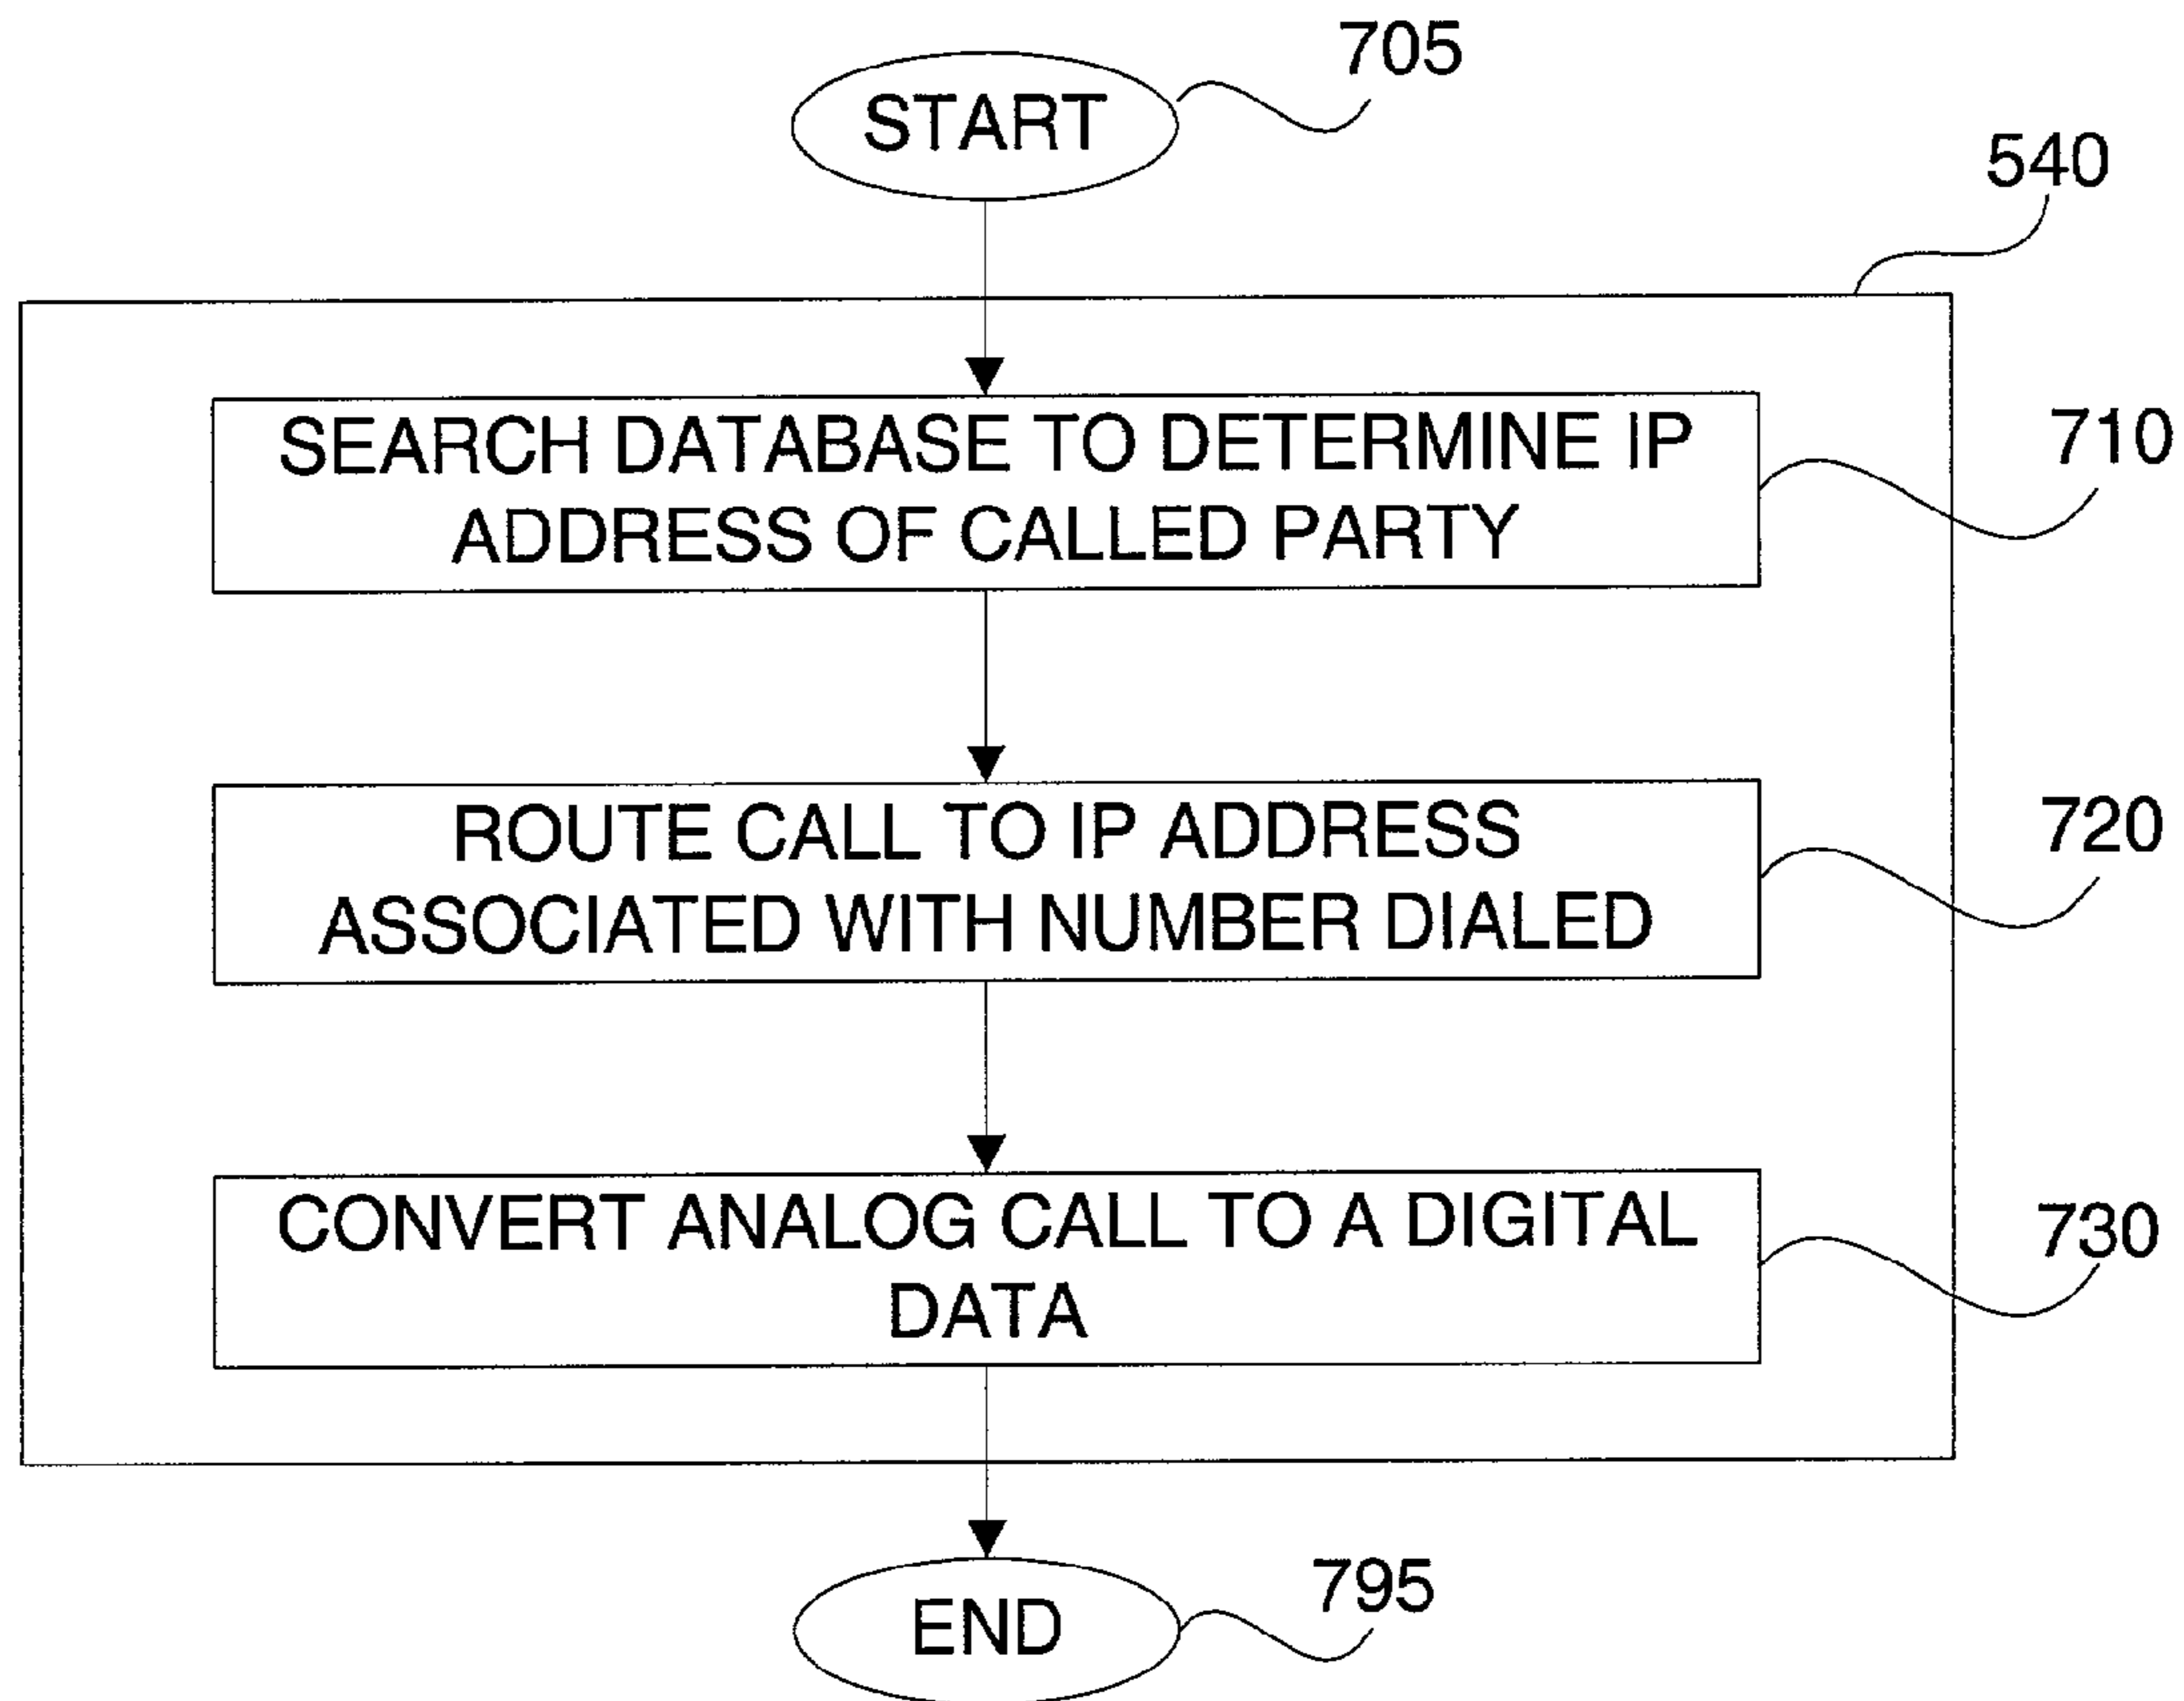 705
START
540
SEARCH DATABASE TO DETERMINE IP
ADDRESS OF CALLED PARTY
710
ROUTE CALL TO IP ADDRESS
ASSOCIATED WITH NUMBER DIALED
720
CONVERT ANALOG CALL TO A DIGITAL
DATA
730
END
795